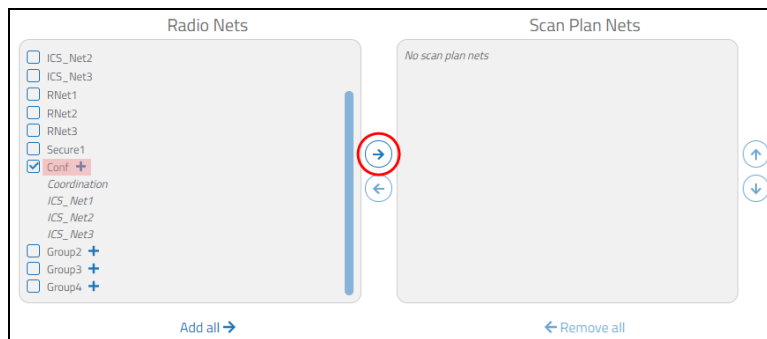 Radio Nets
ICS_Net2
ICS_Net3
RNet1
RNet2
RNet3
Secure1
Conf +
Coordination
ICS_Net1
ICS_Net2
ICS_Net3
Group2 +
Group3 +
Group4 +
Add all →
Scan Plan Nets
No scan plan nets
← Remove all